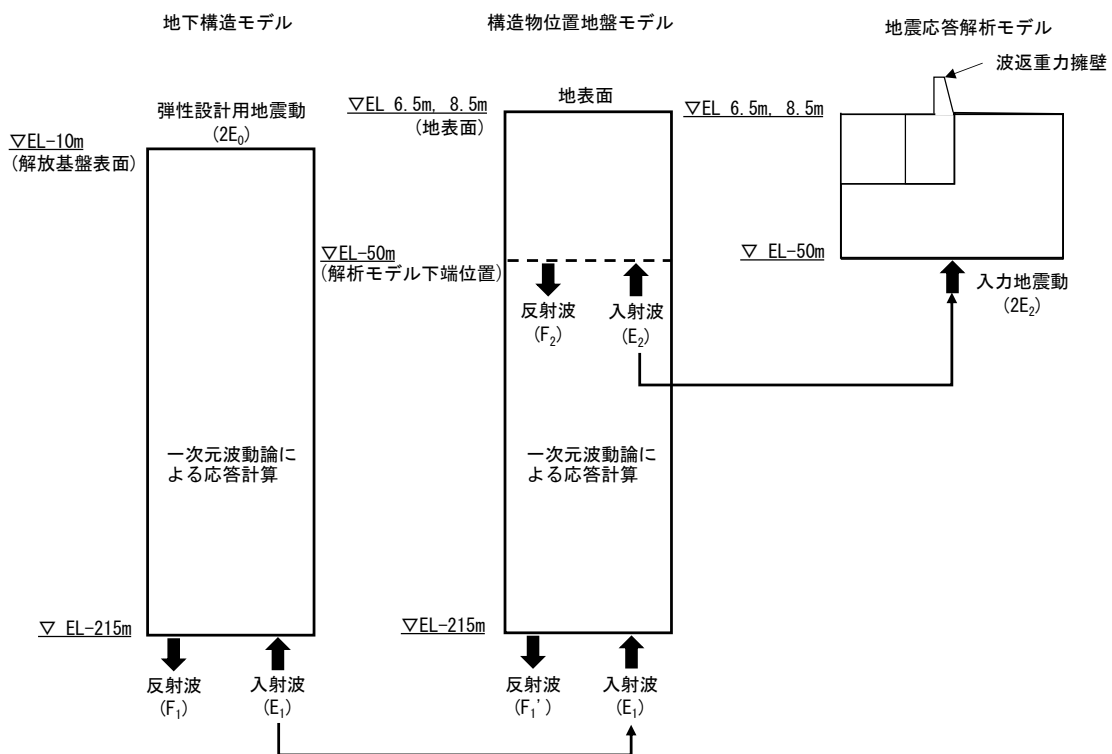 地下構造モデル
弾性設計用地震動
(2E₀)
▽EL-10m
(解放基盤表面)
一次元波動論に
よる応答計算
▽ EL-215m
反射波
(F₁)
入射波
(E₁)
構造物位置地盤モデル
▽EL 6.5m, 8.5m
(地表面)
地表面
▽EL-50m
(解析モデル下端位置)
反射波
(F₂)
入射波
(E₂)
一次元波動論に
よる応答計算
▽EL-215m
反射波
(F₁')
入射波
(E₁)
地震応答解析モデル
波返重力擁壁
▽EL 6.5m, 8.5m
▽ EL-50m
入力地震動
(2E₂)